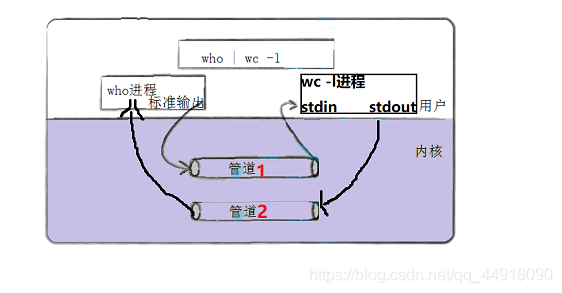 who | wc -l
who进程
标准输出
wc -l进程
stdin stdout 用户
内核
管道1
管道2
https://blog.csdn.net/qq_44918090